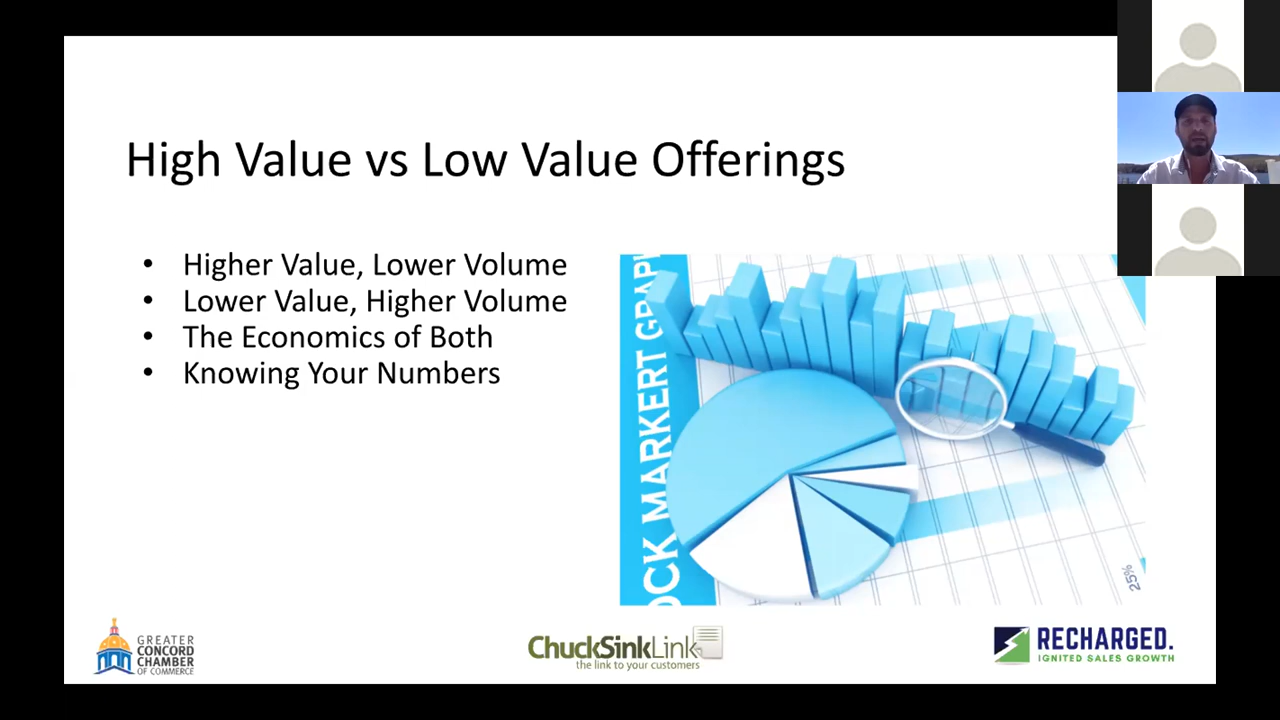 High Value vs Low Value Offerings
• Higher Value, Lower Volume
• Lower Value, Higher Volume
• The Economics of Both
• Knowing Your Numbers
OCK MARKERT GRAPH
25%
GREATER
CONCORD
CHAMBER
OF COMMERCE
ChuckSinkLink
the link to your customers
RECHARGED.
IGNITED SALES GROWTH